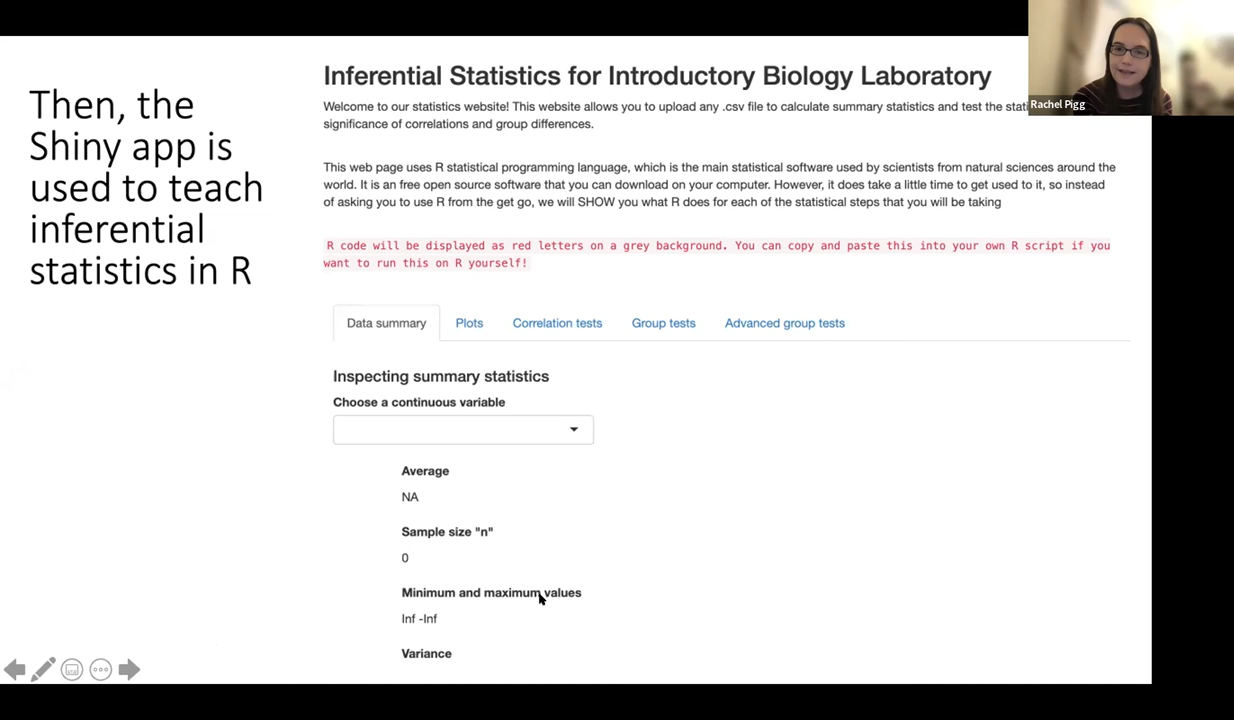 Then, the
Shiny app is
used to teach
inferential
statistics in R
Inferential Statistics for Introductory Biology Laboratory
Welcome to our statistics website! This website allows you to upload any .csv file to calculate summary statistics and test the
significance of correlations and group differences.
This web page uses R statistical programming language, which is the main statistical software used by scientists from natural sciences around the
world. It is an free open source software that you can download on your computer. However, it does take a little time to get used to it, so instead
of asking you to use R from the get go, we will SHOW you what R does for each of the statistical steps that you will be taking
R code will be displayed as red letters on a grey background. You can copy and paste this into your own R script if you
want to run this on R yourself!
Data summary Plots Correlation tests Group tests Advanced group tests
Inspecting summary statistics
Choose a continuous variable
Average
NA
Sample size "n"
0
Minimum and maximum values
Inf -Inf
Variance
Rachel Pigg